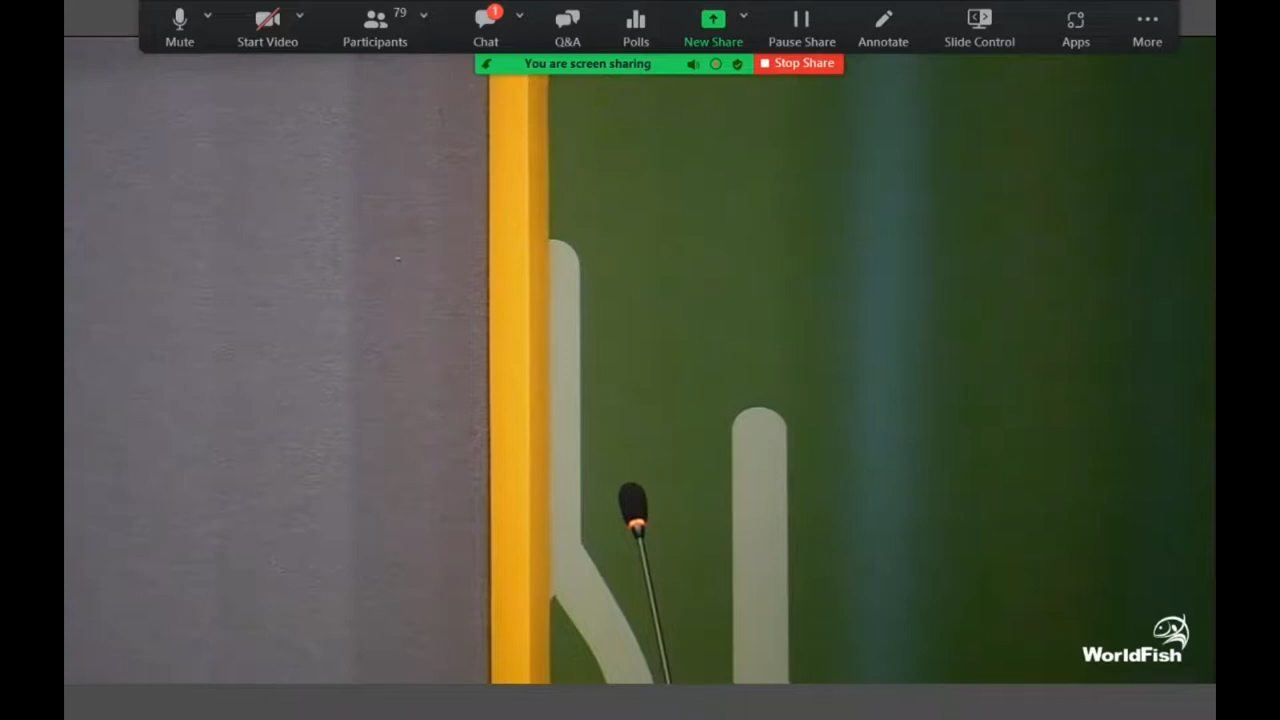 79
1
Mute
Start Video
Participants
Chat
Q&A
Polls
New Share
Pause Share
Annotate
Slide Control
Apps
More
You are screen sharing
Stop Share
WorldFish